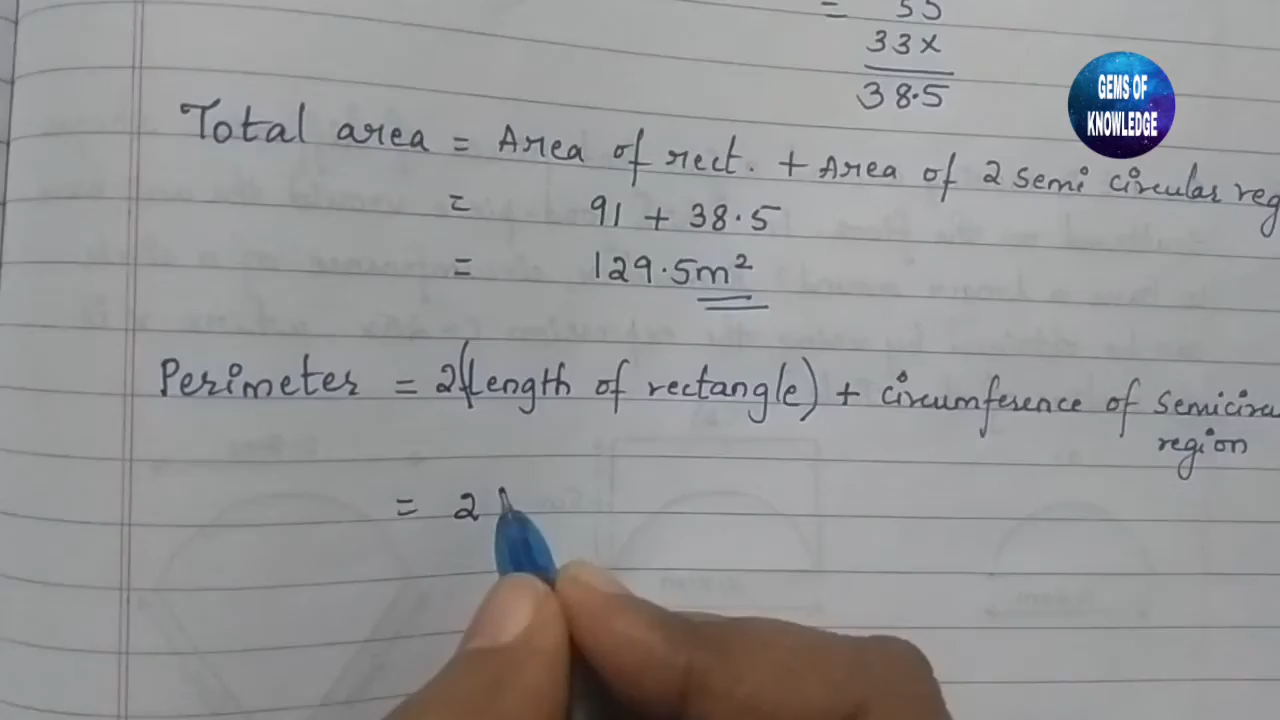 = 55
33x
38.5
GEMS OF
KNOWLEDGE
Total area = Area of rect. + Area of 2 semi circular reg
= 91 + 38.5
= 129.5m²
Perimeter = 2(length of rectangle) + circumference of semicircu
region
= 2